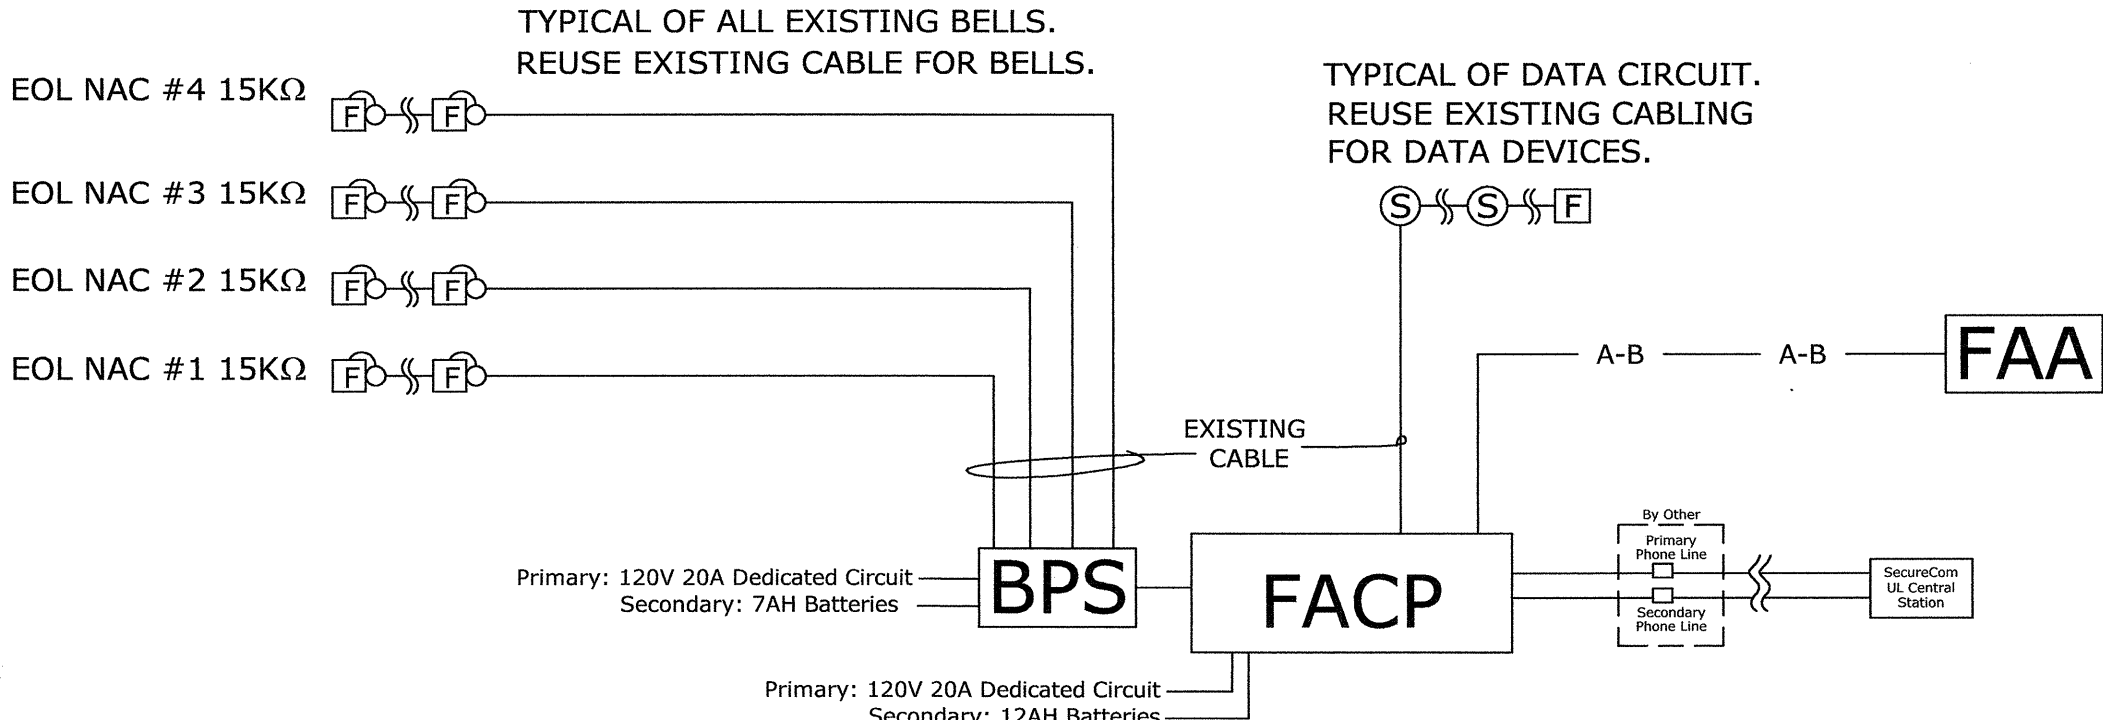 TYPICAL OF ALL EXISTING BELLS.
REUSE EXISTING CABLE FOR BELLS.
EOL NAC #4 15KΩ
F F
EOL NAC #3 15KΩ
F F
EOL NAC #2 15KΩ
F F
EOL NAC #1 15KΩ
F F
TYPICAL OF DATA CIRCUIT.
REUSE EXISTING CABLING
FOR DATA DEVICES.
S S F
A-B A-B
FAA
EXISTING
CABLE
Primary: 120V 20A Dedicated Circuit
Secondary: 7AH Batteries
BPS
FACP
By Other
Primary
Phone Line
Secondary
Phone Line
SecureCom
UL Central
Station
Primary: 120V 20A Dedicated Circuit
Secondary: 12AH Batteries